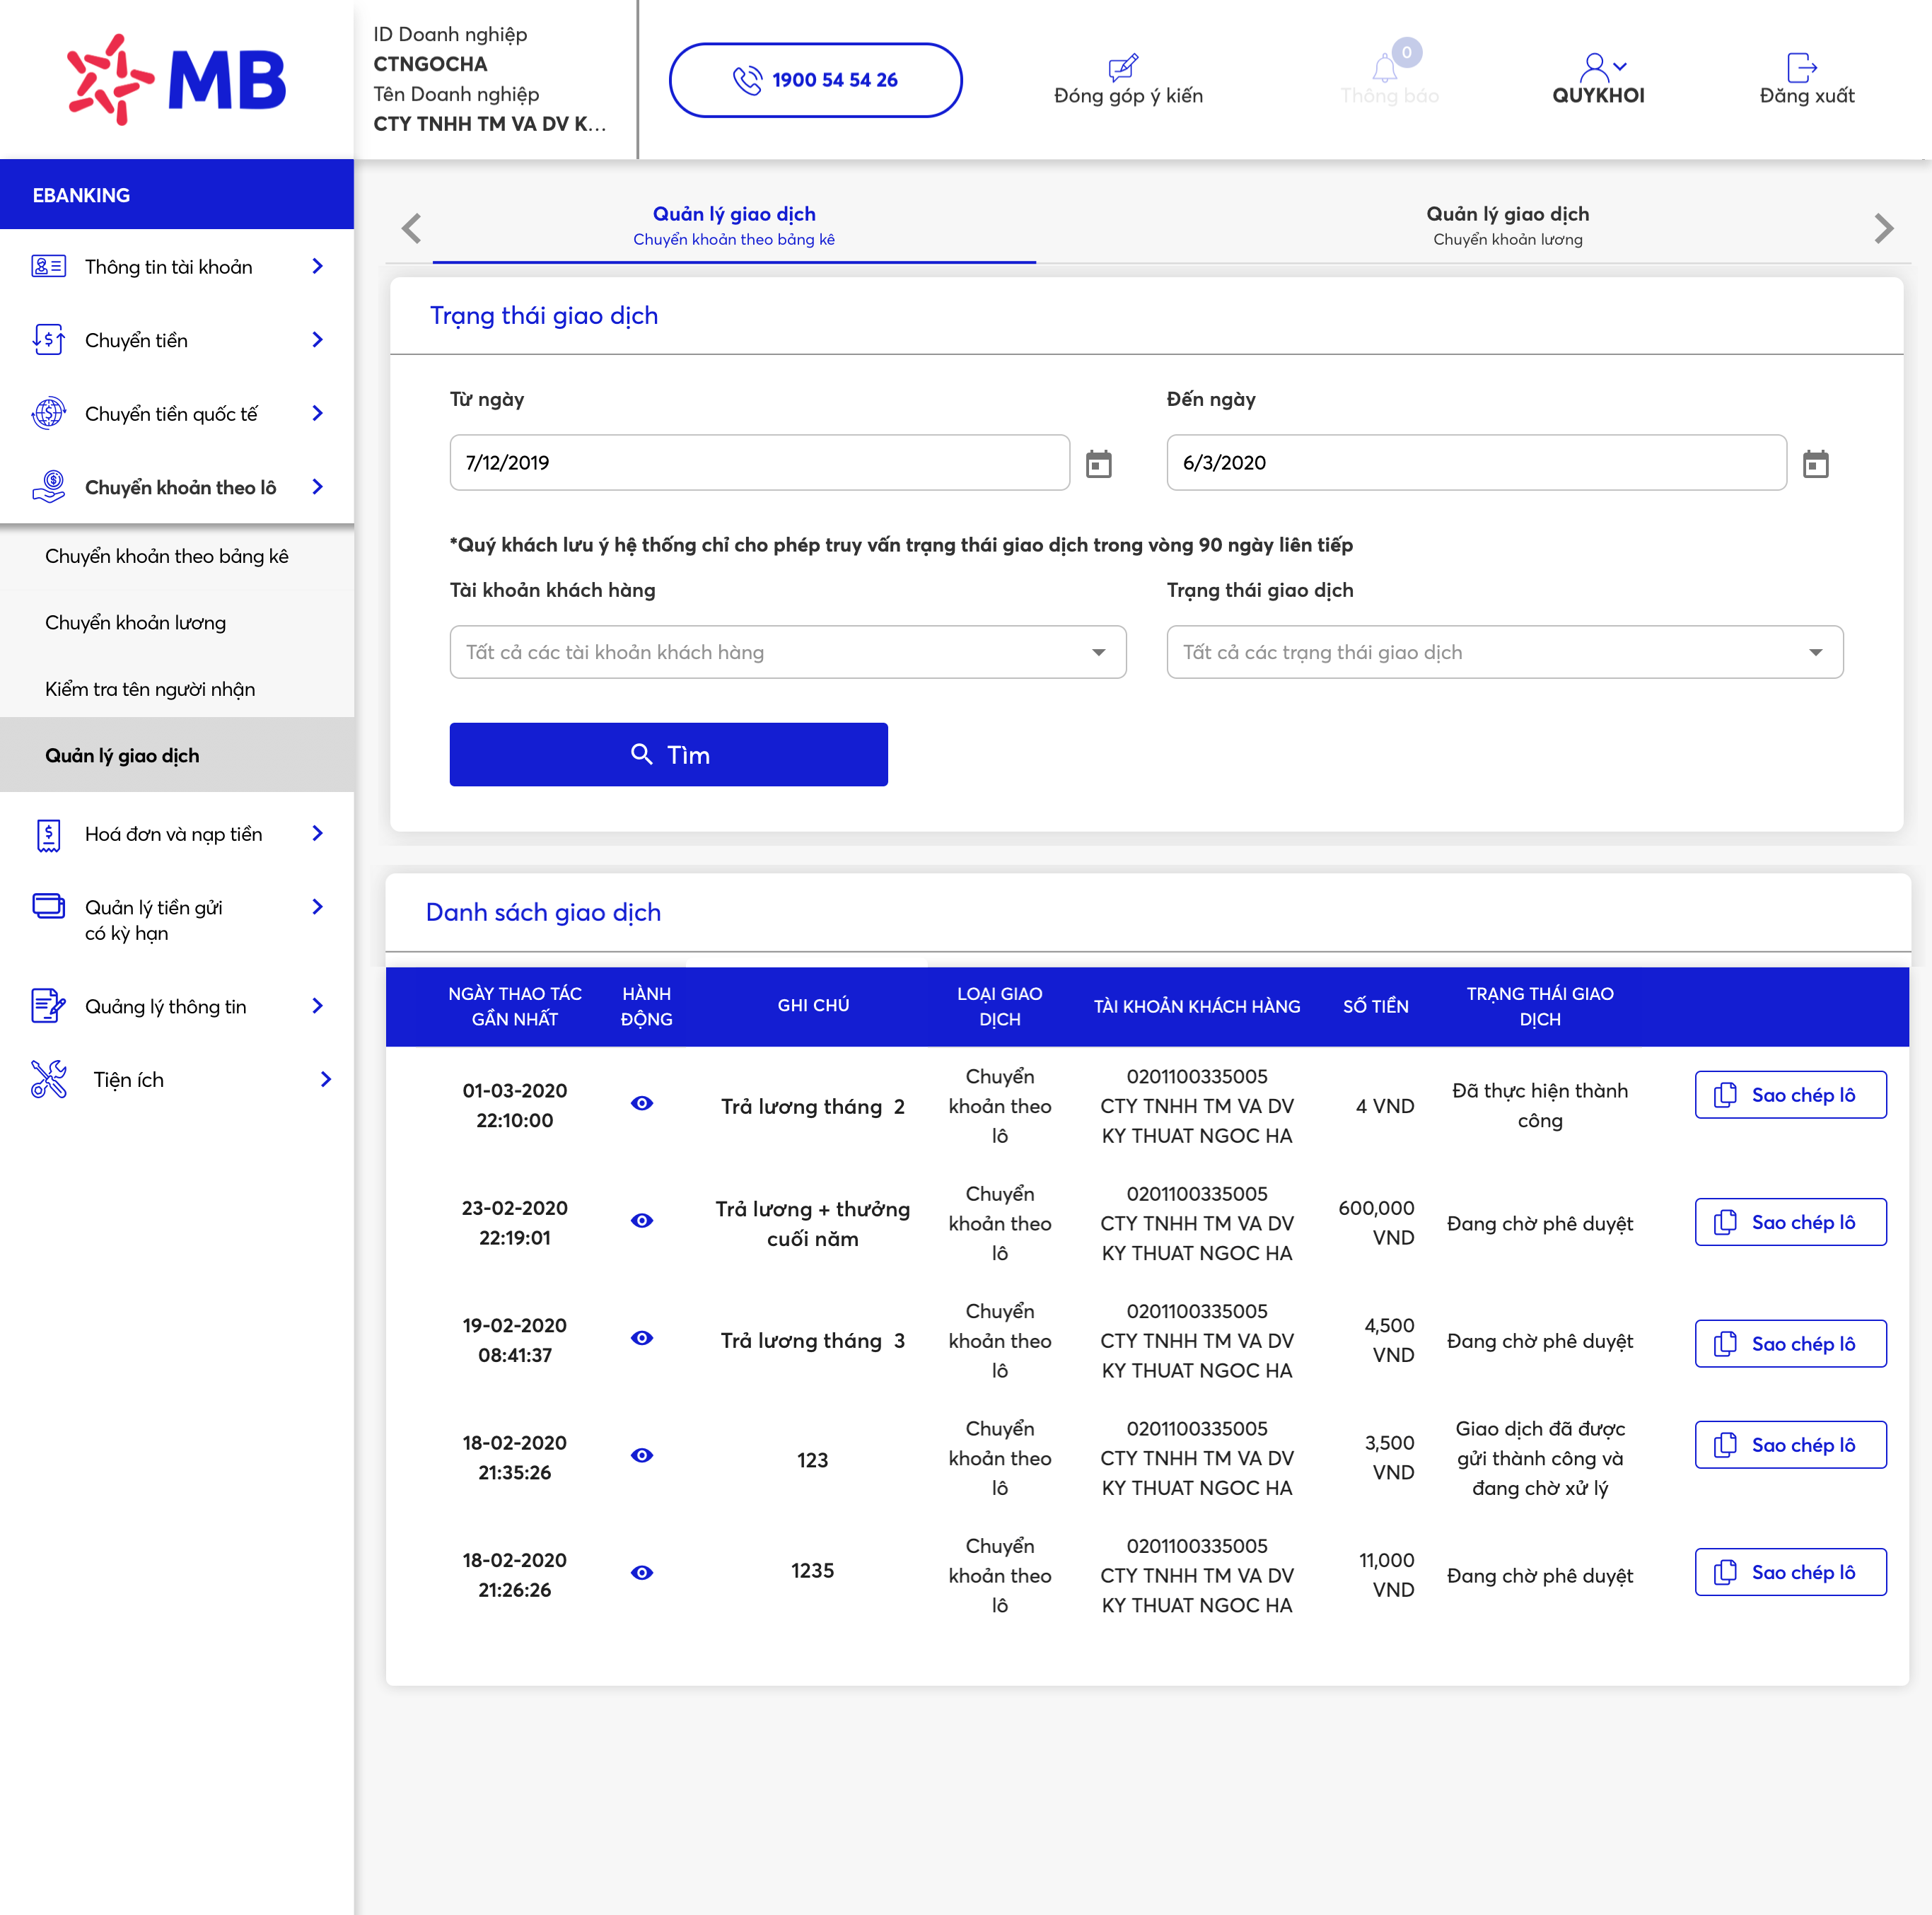 MB
ID Doanh nghiệp
CTNGOCHA
Tên Doanh nghiệp
CTY TNHH TM VA DV K...
1900 54 54 26
Đóng góp ý kiến
0
Thông báo
QUYKHOI
Đăng xuất
EBANKING
Thông tin tài khoản
Chuyển tiền
Chuyển tiền quốc tế
Chuyển khoản theo lô
Chuyển khoản theo bảng kê
Chuyển khoản lương
Kiểm tra tên người nhận
Quản lý giao dịch
Hoá đơn và nạp tiền
Quản lý tiền gửi
có kỳ hạn
Quảng lý thông tin
Tiện ích
Quản lý giao dịch
Chuyển khoản theo bảng kê
Quản lý giao dịch
Chuyển khoản lương
Trạng thái giao dịch
Từ ngày
Đến ngày
7/12/2019
6/3/2020
*Quý khách lưu ý hệ thống chỉ cho phép truy vấn trạng thái giao dịch trong vòng 90 ngày liên tiếp
Tài khoản khách hàng
Trạng thái giao dịch
Tất cả các tài khoản khách hàng
Tất cả các trạng thái giao dịch
Tìm
Danh sách giao dịch
NGÀY THAO TÁC
GẦN NHẤT
HÀNH
ĐỘNG
GHI CHÚ
LOẠI GIAO
DỊCH
TÀI KHOẢN KHÁCH HÀNG
SỐ TIỀN
TRẠNG THÁI GIAO
DỊCH
01-03-2020
22:10:00
Trả lương tháng 2
Chuyển
khoản theo
lô
0201100335005
CTY TNHH TM VA DV
KY THUAT NGOC HA
4 VND
Đã thực hiện thành
công
Sao chép lô
23-02-2020
22:19:01
Trả lương + thưởng
cuối năm
Chuyển
khoản theo
lô
0201100335005
CTY TNHH TM VA DV
KY THUAT NGOC HA
600,000
VND
Đang chờ phê duyệt
Sao chép lô
19-02-2020
08:41:37
Trả lương tháng 3
Chuyển
khoản theo
lô
0201100335005
CTY TNHH TM VA DV
KY THUAT NGOC HA
4,500
VND
Đang chờ phê duyệt
Sao chép lô
18-02-2020
21:35:26
123
Chuyển
khoản theo
lô
0201100335005
CTY TNHH TM VA DV
KY THUAT NGOC HA
3,500
VND
Giao dịch đã được
gửi thành công và
đang chờ xử lý
Sao chép lô
18-02-2020
21:26:26
1235
Chuyển
khoản theo
lô
0201100335005
CTY TNHH TM VA DV
KY THUAT NGOC HA
11,000
VND
Đang chờ phê duyệt
Sao chép lô